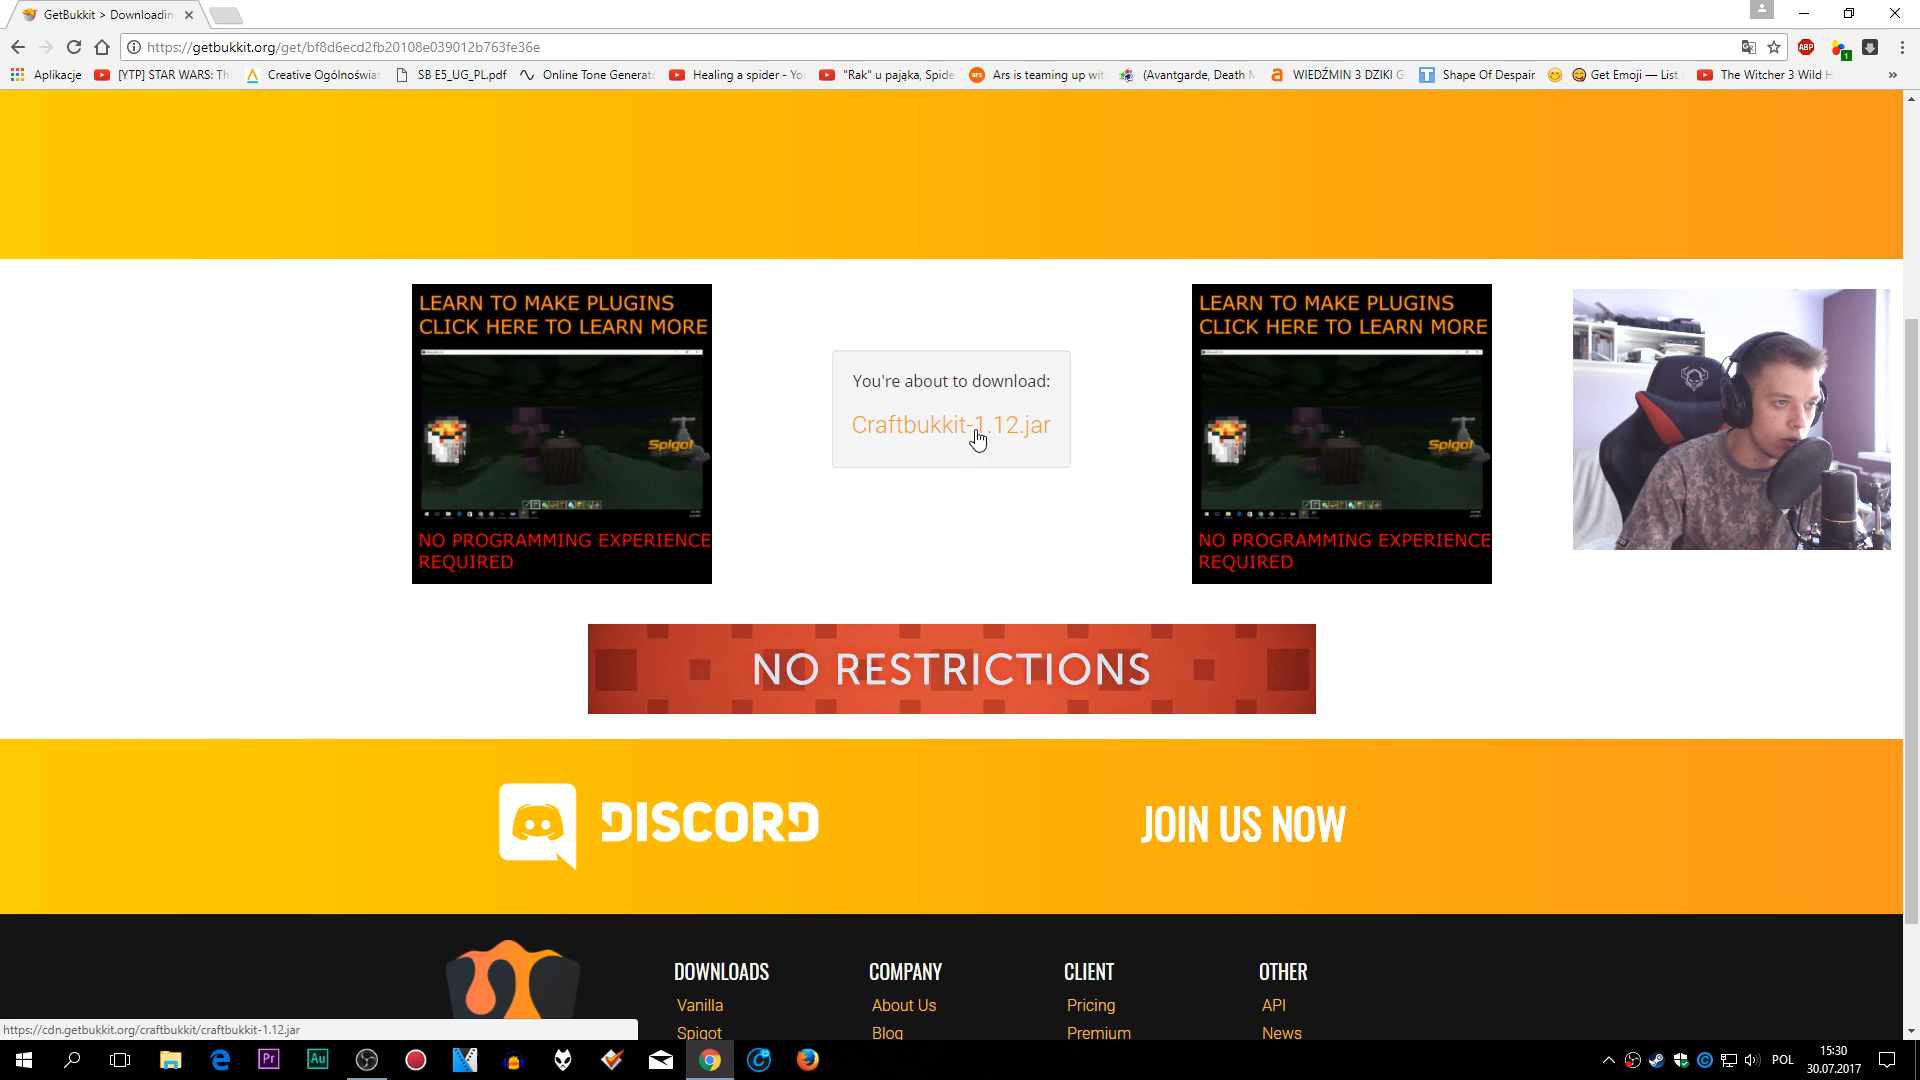 GetBukkit > Downloadin
https://getbukkit.org/get/bf8d6ecd2fb20108e039012b763fe36e
ABP
1
Aplikacje
[YTP] STAR WARS: Th
Creative Ogólnoświat
SB E5_UG_PL.pdf
Online Tone Generato
Healing a spider - Yo
"Rak" u pająka, Spide
Ars is teaming up wit
(Avantgarde, Death M
WIEDŹMIN 3 DZIKI G
Shape Of Despair
Get Emoji — List
The Witcher 3 Wild H
LEARN TO MAKE PLUGINS
CLICK HERE TO LEARN MORE
Spigot
NO PROGRAMMING EXPERIENCE
REQUIRED
You're about to download:
Craftbukkit-1.12.jar
LEARN TO MAKE PLUGINS
CLICK HERE TO LEARN MORE
Spigot
NO PROGRAMMING EXPERIENCE
REQUIRED
NO RESTRICTIONS
DISCORD
JOIN US NOW
DOWNLOADS
Vanilla
Spigot
COMPANY
About Us
Blog
CLIENT
Pricing
Premium
OTHER
API
News
https://cdn.getbukkit.org/craftbukkit/craftbukkit-1.12.jar
Pr
Au
POL
15:30
30.07.2017